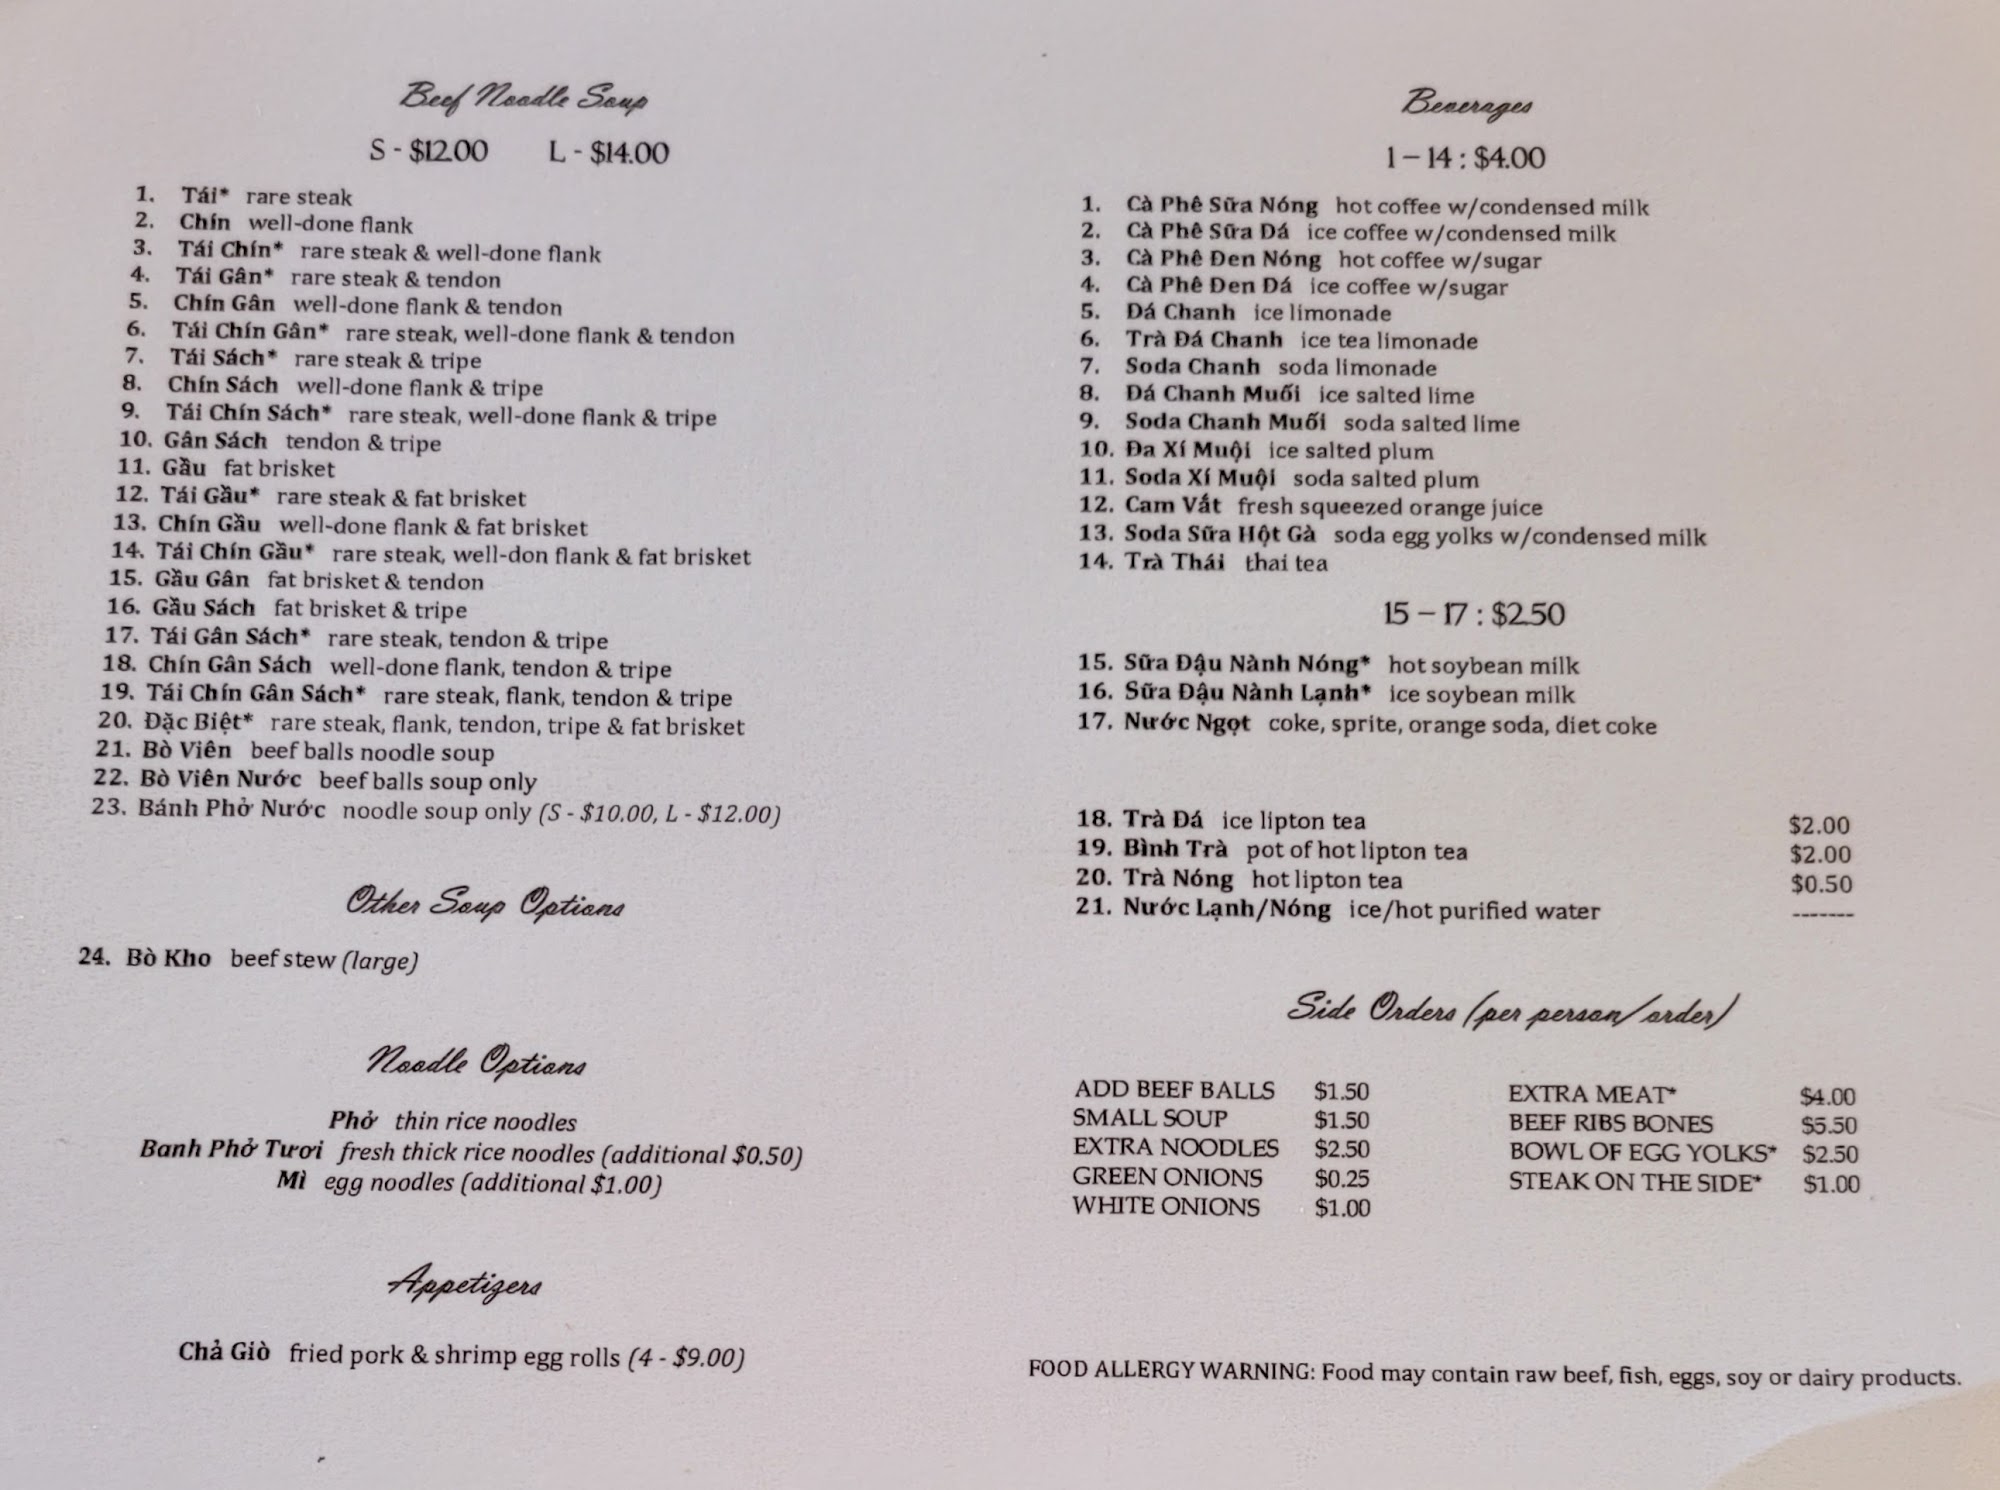 Beef Noodle Soup
S - $12.00 L - $14.00
1. Tái* rare steak
2. Chín well-done flank
3. Tái Chín* rare steak & well-done flank
4. Tái Gân* rare steak & tendon
5. Chín Gân well-done flank & tendon
6. Tái Chín Gân* rare steak, well-done flank & tendon
7. Tái Sách* rare steak & tripe
8. Chín Sách well-done flank & tripe
9. Tái Chín Sách* rare steak, well-done flank & tripe
10. Gân Sách tendon & tripe
11. Gầu fat brisket
12. Tái Gầu* rare steak & fat brisket
13. Chín Gầu well-done flank & fat brisket
14. Tái Chín Gầu* rare steak, well-don flank & fat brisket
15. Gầu Gân fat brisket & tendon
16. Gầu Sách fat brisket & tripe
17. Tái Gân Sách* rare steak, tendon & tripe
18. Chín Gân Sách well-done flank, tendon & tripe
19. Tái Chín Gân Sách* rare steak, flank, tendon & tripe
20. Đặc Biệt* rare steak, flank, tendon, tripe & fat brisket
21. Bò Viên beef balls noodle soup
22. Bò Viên Nước beef balls soup only
23. Bánh Phở Nước noodle soup only (S - $10.00, L - $12.00)
Other Soup Options
24. Bò Kho beef stew (large)
Noodle Options
Phở thin rice noodles
Banh Phở Tươi fresh thick rice noodles (additional $0.50)
Mì egg noodles (additional $1.00)
Appetizers
Chả Giò fried pork & shrimp egg rolls (4 - $9.00)
Beverages
1 – 14 : $4.00
1. Cà Phê Sữa Nóng hot coffee w/condensed milk
2. Cà Phê Sữa Đá ice coffee w/condensed milk
3. Cà Phê Đen Nóng hot coffee w/sugar
4. Cà Phê Đen Đá ice coffee w/sugar
5. Đá Chanh ice limonade
6. Trà Đá Chanh ice tea limonade
7. Soda Chanh soda limonade
8. Đá Chanh Muối ice salted lime
9. Soda Chanh Muối soda salted lime
10. Đa Xí Muội ice salted plum
11. Soda Xí Muội soda salted plum
12. Cam Vắt fresh squeezed orange juice
13. Soda Sữa Hột Gà soda egg yolks w/condensed milk
14. Trà Thái thai tea
15 – 17 : $2.50
15. Sữa Đậu Nành Nóng* hot soybean milk
16. Sữa Đậu Nành Lạnh* ice soybean milk
17. Nước Ngọt coke, sprite, orange soda, diet coke
18. Trà Đá ice lipton tea $2.00
19. Bình Trà pot of hot lipton tea $2.00
20. Trà Nóng hot lipton tea $0.50
21. Nước Lạnh/Nóng ice/hot purified water -------
Side Orders (per person/order)
ADD BEEF BALLS $1.50 EXTRA MEAT* $4.00
SMALL SOUP $1.50 BEEF RIBS BONES $5.50
EXTRA NOODLES $2.50 BOWL OF EGG YOLKS* $2.50
GREEN ONIONS $0.25 STEAK ON THE SIDE* $1.00
WHITE ONIONS $1.00
FOOD ALLERGY WARNING: Food may contain raw beef, fish, eggs, soy or dairy products.